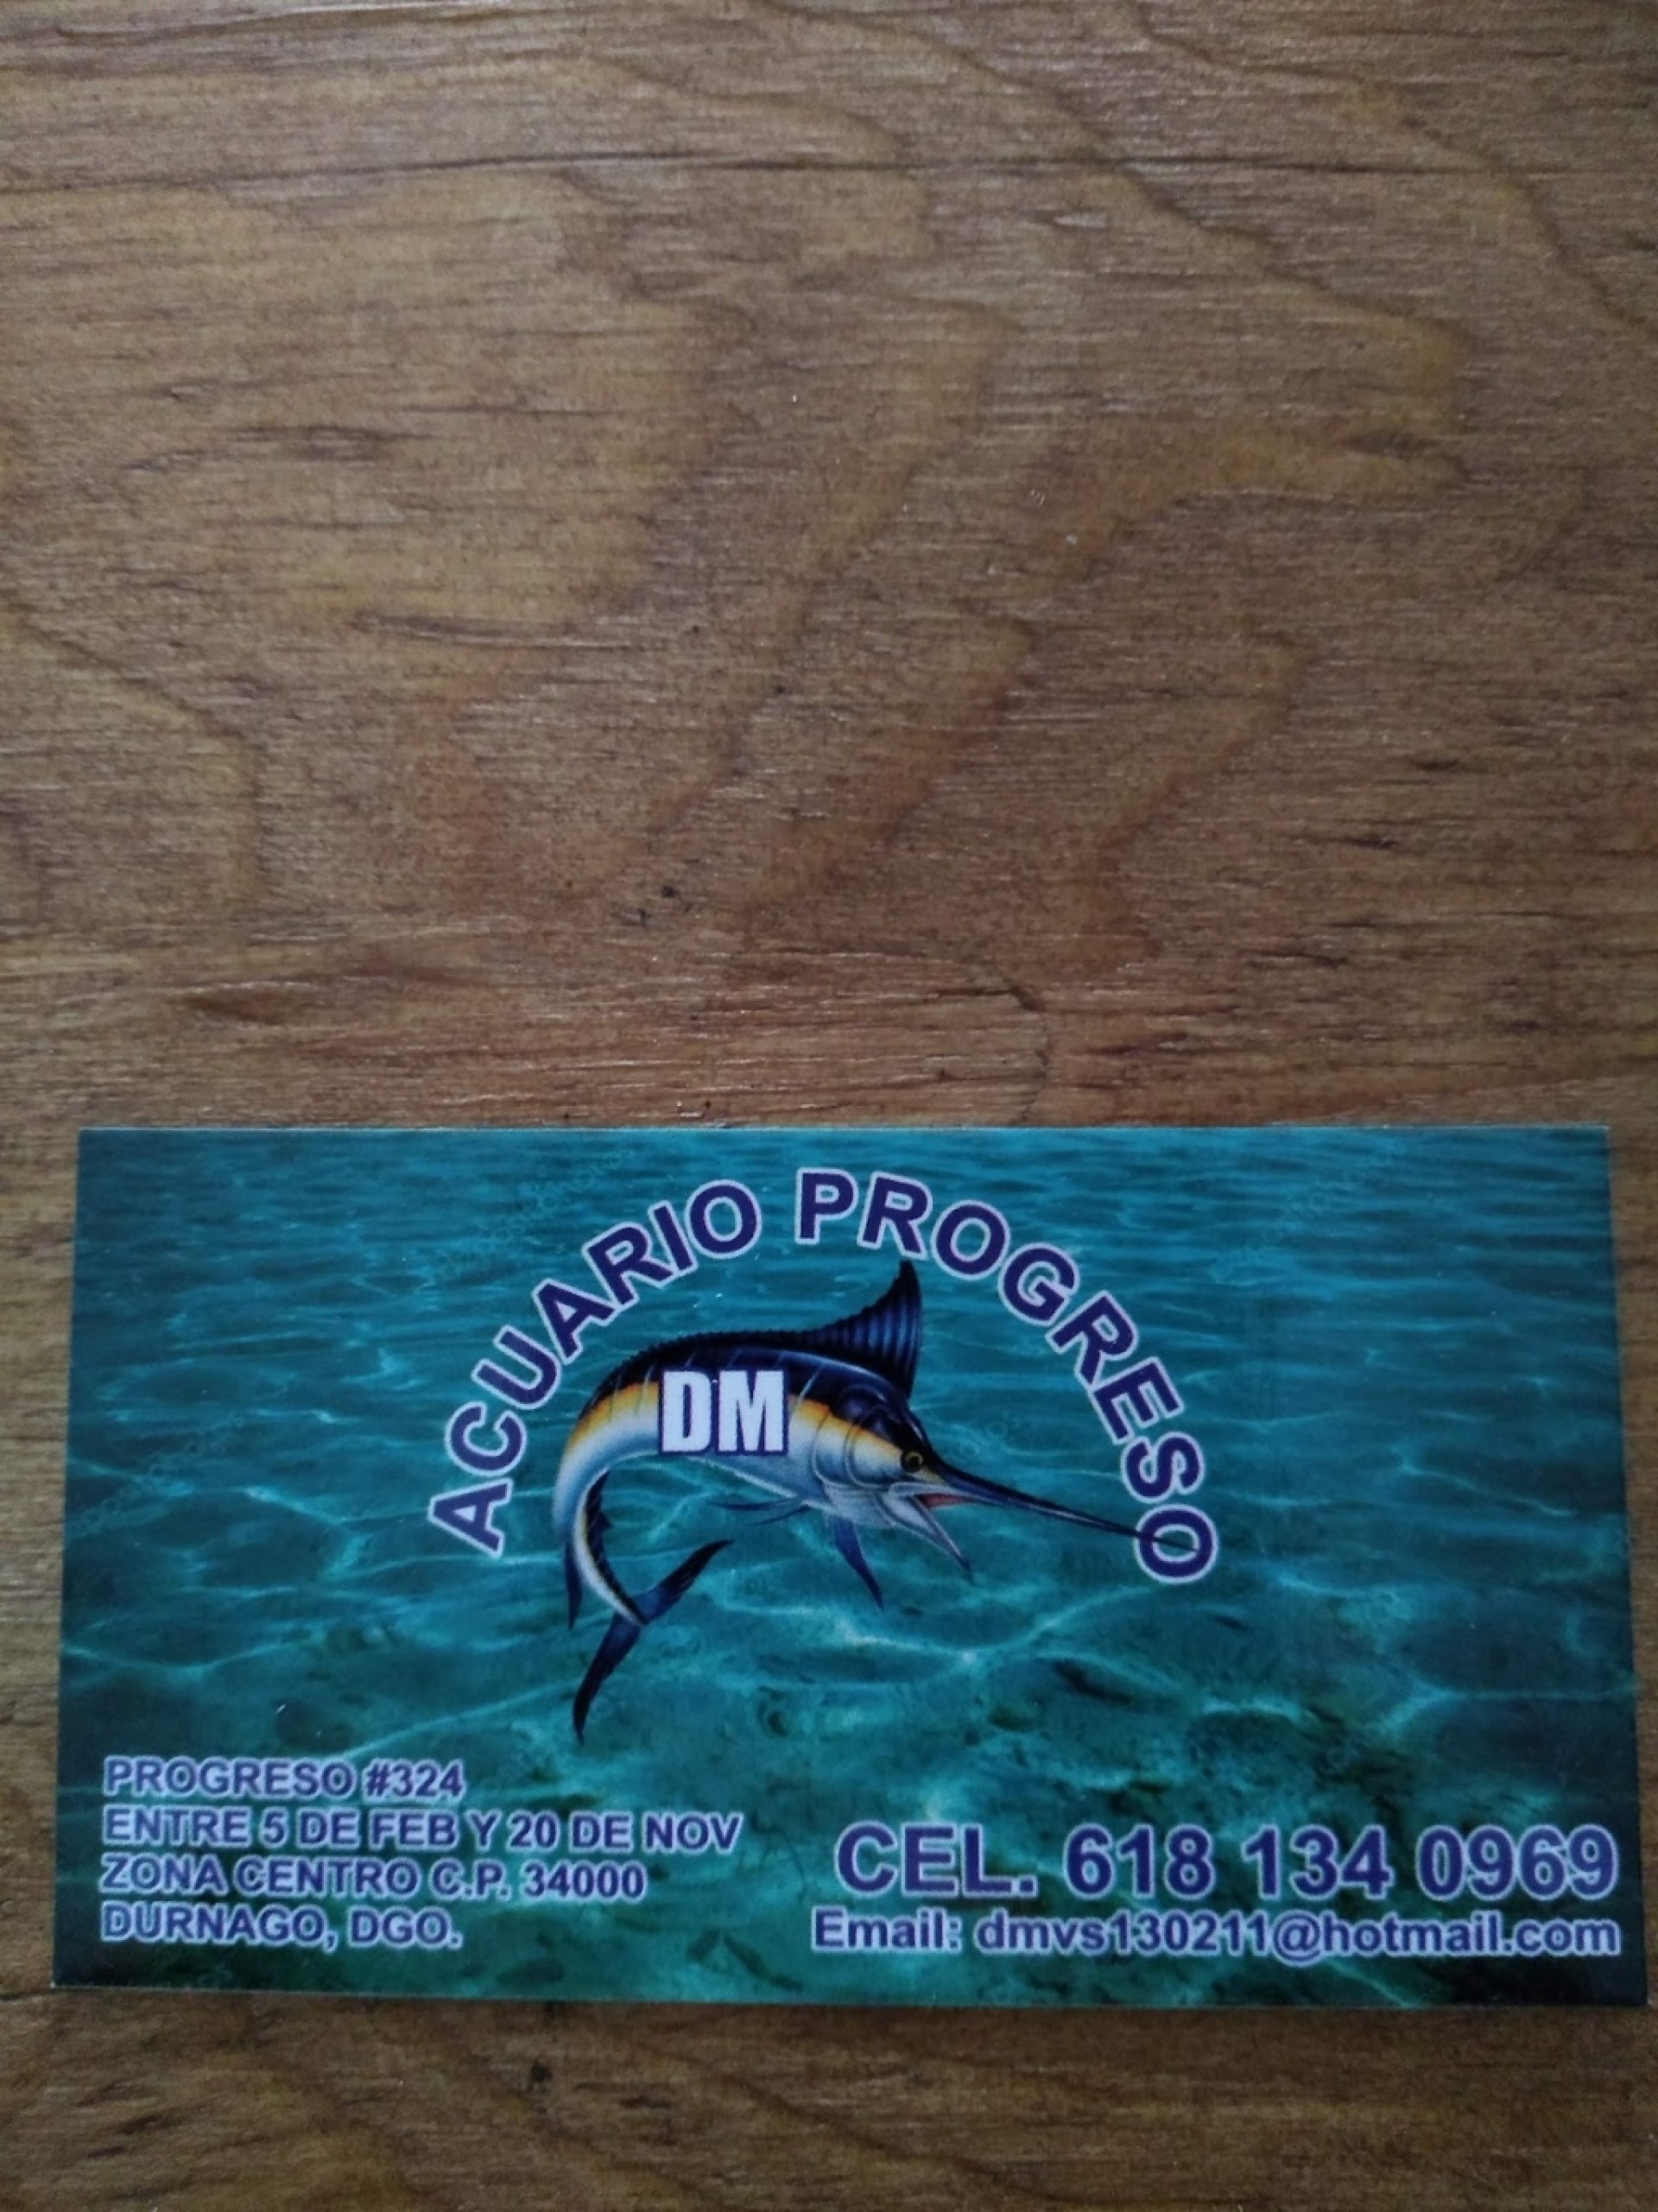 ACUARIO PROGRESO
DM
PROGRESO #324
ENTRE 5 DE FEB Y 20 DE NOV
ZONA CENTRO C.P. 34000
DURNAGO, DGO.
CEL. 618 134 0969
Email: dmvs130211@hotmail.com